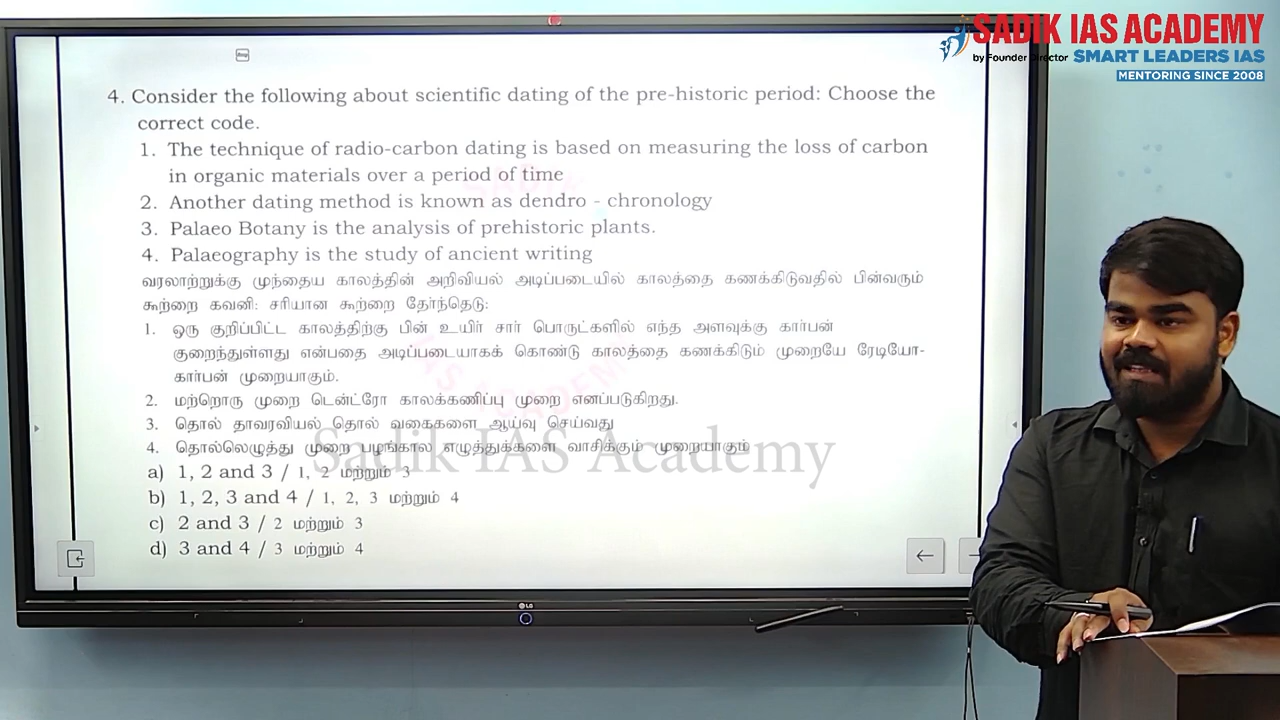 SADIK IAS ACADEMY
by Founder Director SMART LEADERS IAS
MENTORING SINCE 2008
4. Consider the following about scientific dating of the pre-historic period: Choose the
correct code.
1. The technique of radio-carbon dating is based on measuring the loss of carbon
in organic materials over a period of time
2. Another dating method is known as dendro - chronology
3. Palaeo Botany is the analysis of prehistoric plants.
4. Palaeography is the study of ancient writing
வரலாற்றுக்கு முந்தைய காலத்தின் அறிவியல் அடிப்படையில் காலத்தை கணக்கிடுவதில் பின்வரும்
கூற்றை கவனி: சரியான கூற்றை தேர்ந்தெடு:
1. ஒரு குறிப்பிட்ட காலத்திற்கு பின் உயிர் சார் பொருட்களில் எந்த அளவுக்கு கார்பன்
குறைந்துள்ளது என்பதை அடிப்படையாகக் கொண்டு காலத்தை கணக்கிடும் முறையே ரேடியோ-
கார்பன் முறையாகும்.
2. மற்றொரு முறை டென்ட்ரோ காலக்கணிப்பு முறை எனப்படுகிறது.
3. தொல் தாவரவியல் தொல் வகைகளை ஆய்வு செய்வது
4. தொல்லெழுத்து முறை பழங்கால எழுத்துக்களை வாசிக்கும் முறையாகும்
Sadik IAS Academy
a) 1, 2 and 3 / 1, 2 மற்றும் 3
b) 1, 2, 3 and 4 / 1, 2, 3 மற்றும் 4
c) 2 and 3 / 2 மற்றும் 3
d) 3 and 4 / 3 மற்றும் 4
LG